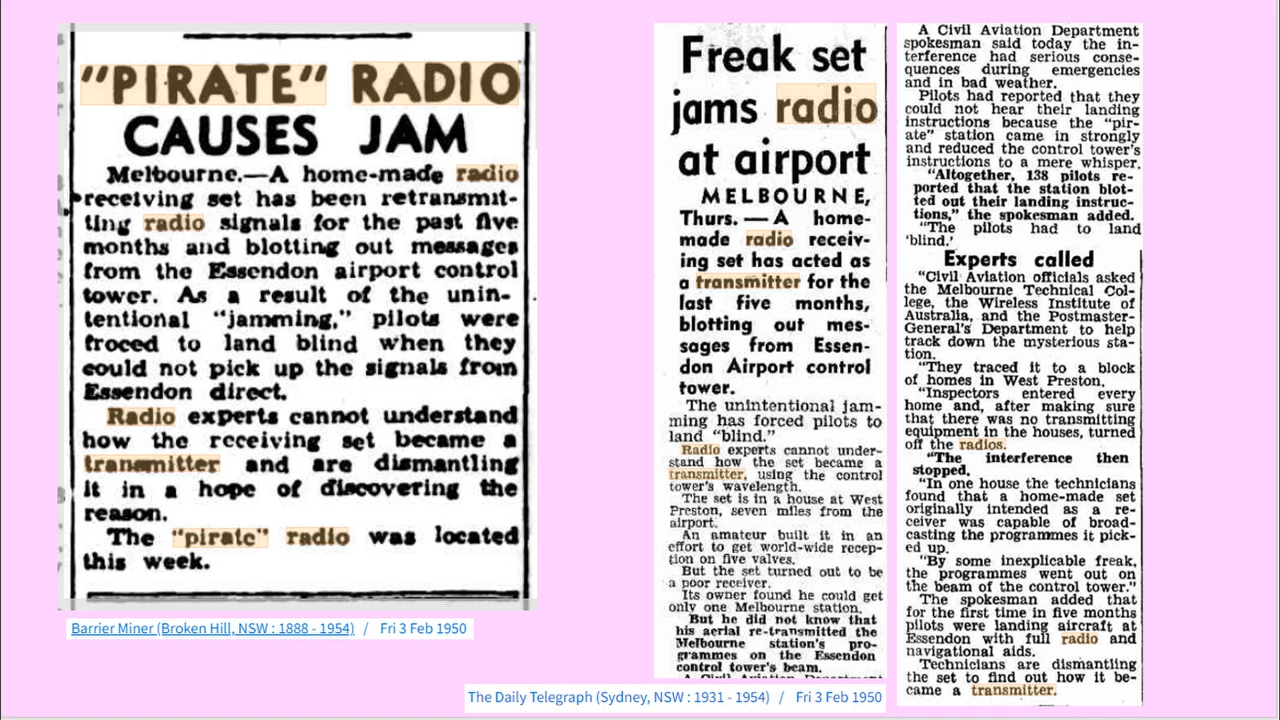 "PIRATE" RADIO
CAUSES JAM
Melbourne.—A home-made radio
receiving set has been retransmit-
ting radio signals for the past five
months and blotting out messages
from the Essendon airport control
tower. As a result of the unin-
tentional "jamming," pilots were
froced to land blind when they
could not pick up the signals from
Essendon direct.
Radio experts cannot understand
how the receiving set became a
transmitter and are dismantling
it in a hope of discovering the
reason.
The "pirate" radio was located
this week.
Barrier Miner (Broken Hill, NSW : 1888 - 1954) / Fri 3 Feb 1950
Freak set
jams radio
at airport
MELBOURNE,
Thurs. — A home-
made radio receiv-
ing set has acted as
a transmitter for the
last five months,
blotting out mes-
sages from Essen-
don Airport control
tower.
The unintentional jam-
ming has forced pilots to
land "blind."
Radio experts cannot under-
stand how the set became a
transmitter, using the control
tower's wavelength.
The set is in a house at West
Preston, seven miles from the
airport.
An amateur built it in an
effort to get world-wide recep-
tion on five valves.
But the set turned out to be
a poor receiver.
Its owner found he could get
only one Melbourne station.
But he did not know that
his aerial re-transmitted the
Melbourne station's pro-
grammes on the Essendon
control tower's beam.
A Civil Aviation Department
A Civil Aviation Department
spokesman said today the in-
terference had serious conse-
quences during emergencies
and in bad weather.
Pilots had reported that they
could not hear their landing
instructions because the "pir-
ate" station came in strongly
and reduced the control tower's
instructions to a mere whisper.
"Altogether, 138 pilots re-
ported that the station blot-
ted out their landing instruc-
tions," the spokesman added.
"The pilots had to land
'blind.'
Experts called
"Civil Aviation officials asked
the Melbourne Technical Col-
lege, the Wireless Institute of
Australia, and the Postmaster-
General's Department to help
track down the mysterious sta-
tion.
"They traced it to a block
of homes in West Preston.
"Inspectors entered every
home and, after making sure
that there was no transmitting
equipment in the houses, turned
off the radios.
"The interference then
stopped.
"In one house the technicians
found that a home-made set
originally intended as a re-
ceiver was capable of broad-
casting the programmes it pick-
ed up.
"By some inexplicable freak,
the programmes went out on
the beam of the control tower."
The spokesman added that
for the first time in five months
pilots were landing aircraft at
Essendon with full radio and
navigational aids.
Technicians are dismantling
the set to find out how it be-
came a transmitter.
The Daily Telegraph (Sydney, NSW : 1931 - 1954) / Fri 3 Feb 1950